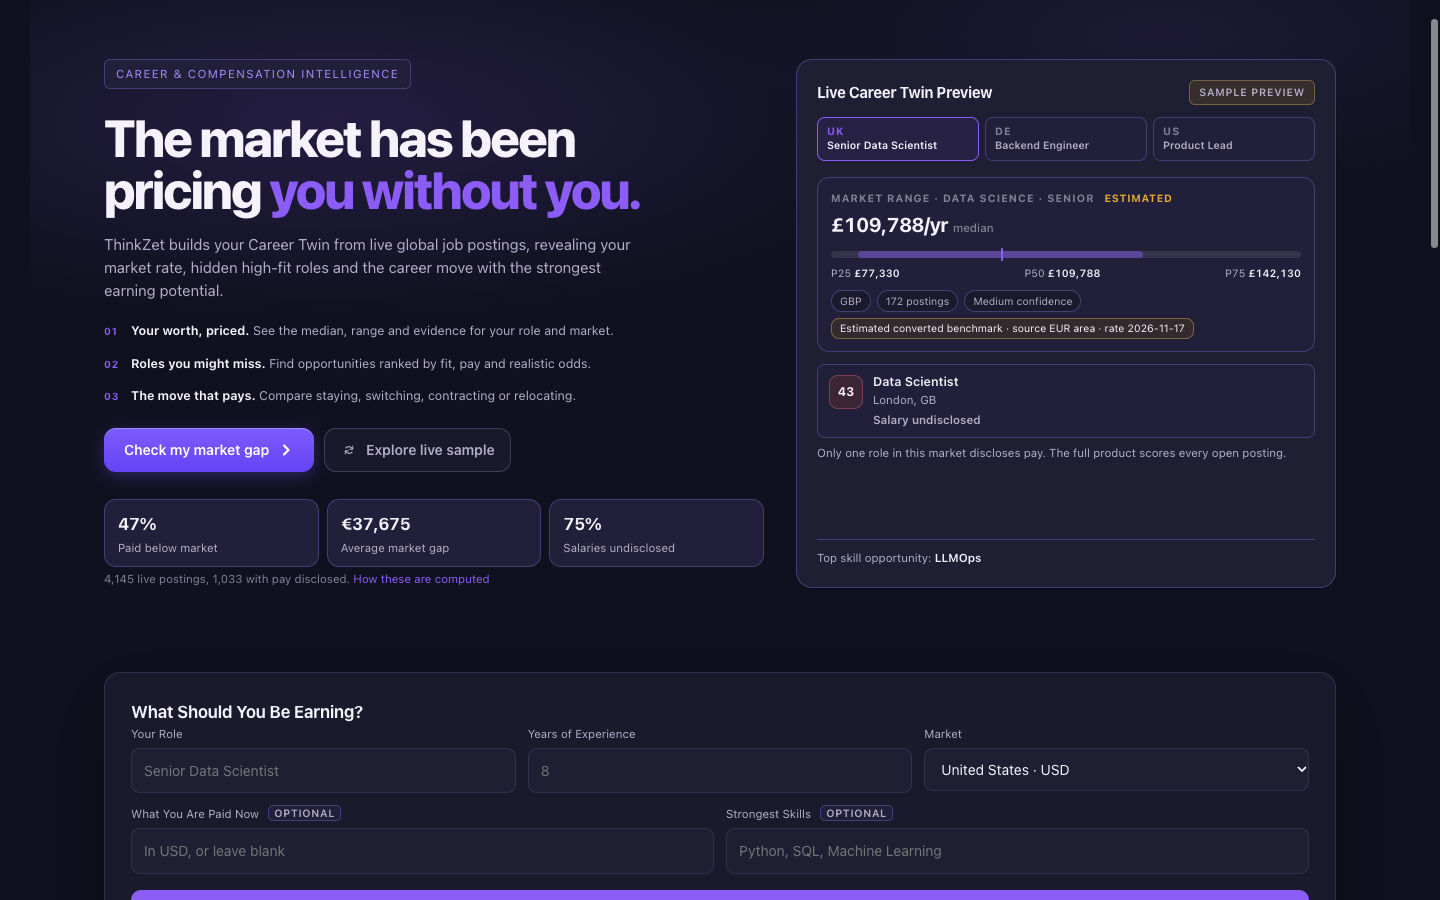 CAREER & COMPENSATION INTELLIGENCE
The market has been
pricing you without you.
ThinkZet builds your Career Twin from live global job postings, revealing your
market rate, hidden high-fit roles and the career move with the strongest
earning potential.
01 Your worth, priced. See the median, range and evidence for your role and market.
02 Roles you might miss. Find opportunities ranked by fit, pay and realistic odds.
03 The move that pays. Compare staying, switching, contracting or relocating.
Check my market gap
Explore live sample
47%
Paid below market
€37,675
Average market gap
75%
Salaries undisclosed
4,145 live postings, 1,033 with pay disclosed. How these are computed
Live Career Twin Preview
SAMPLE PREVIEW
UK
Senior Data Scientist
DE
Backend Engineer
US
Product Lead
MARKET RANGE · DATA SCIENCE · SENIOR ESTIMATED
£109,788/yr median
P25 £77,330
P50 £109,788
P75 £142,130
GBP
172 postings
Medium confidence
Estimated converted benchmark · source EUR area · rate 2026-11-17
43
Data Scientist
London, GB
Salary undisclosed
Only one role in this market discloses pay. The full product scores every open posting.
Top skill opportunity: LLMOps
What Should You Be Earning?
Your Role
Senior Data Scientist
Years of Experience
8
Market
United States · USD
What You Are Paid Now OPTIONAL
In USD, or leave blank
Strongest Skills OPTIONAL
Python, SQL, Machine Learning